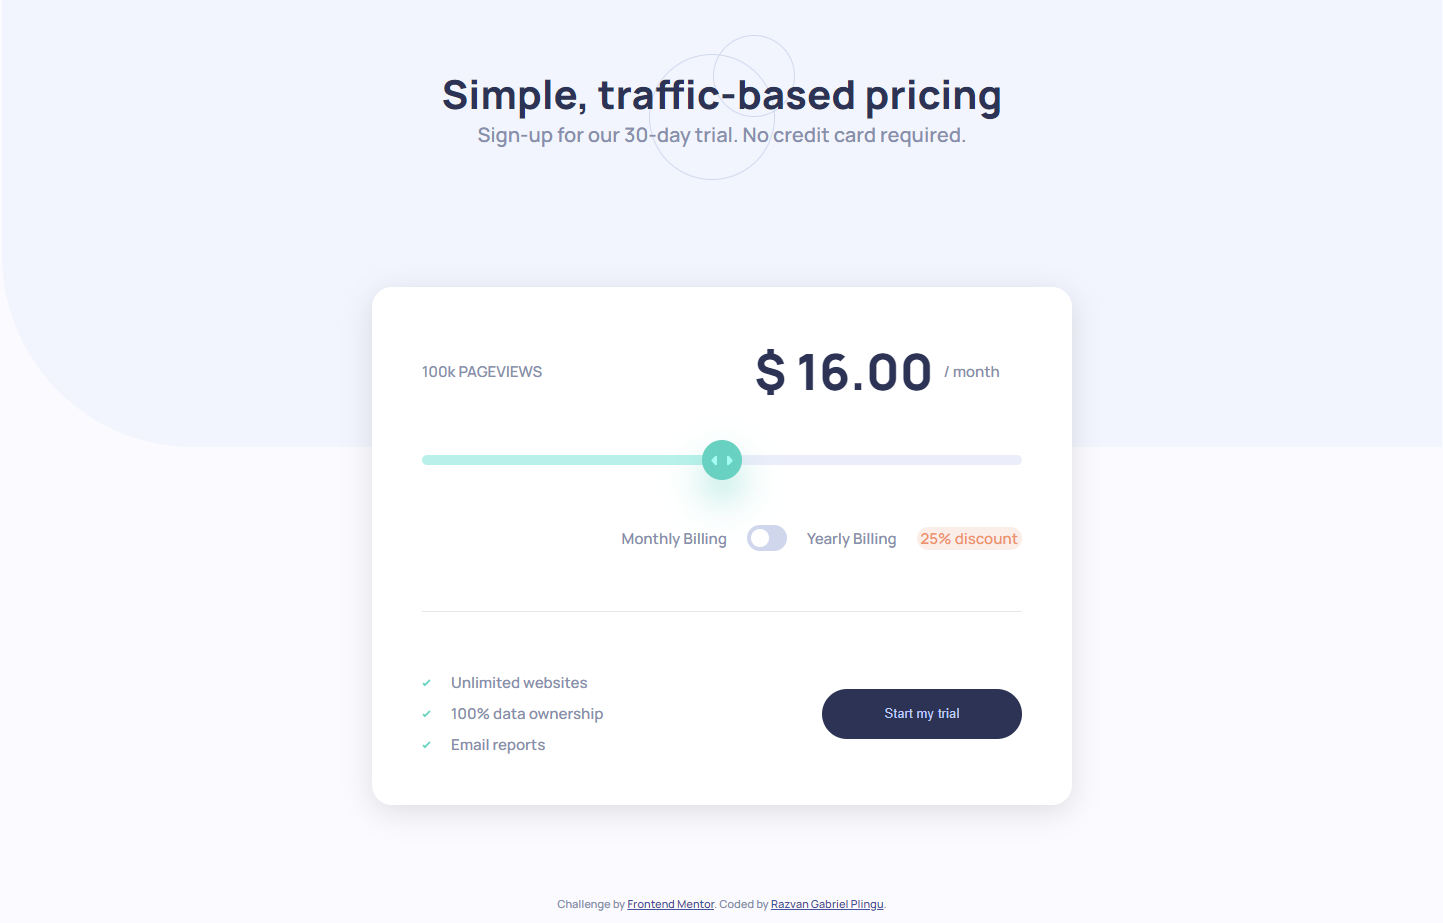 Simple, traffic-based pricing
Sign-up for our 30-day trial. No credit card required.
100k PAGEVIEWS
$ 16.00 / month
Monthly Billing Yearly Billing 25% discount
Unlimited websites
100% data ownership
Email reports
Start my trial
Challenge by Frontend Mentor. Coded by Razvan Gabriel Plingu.